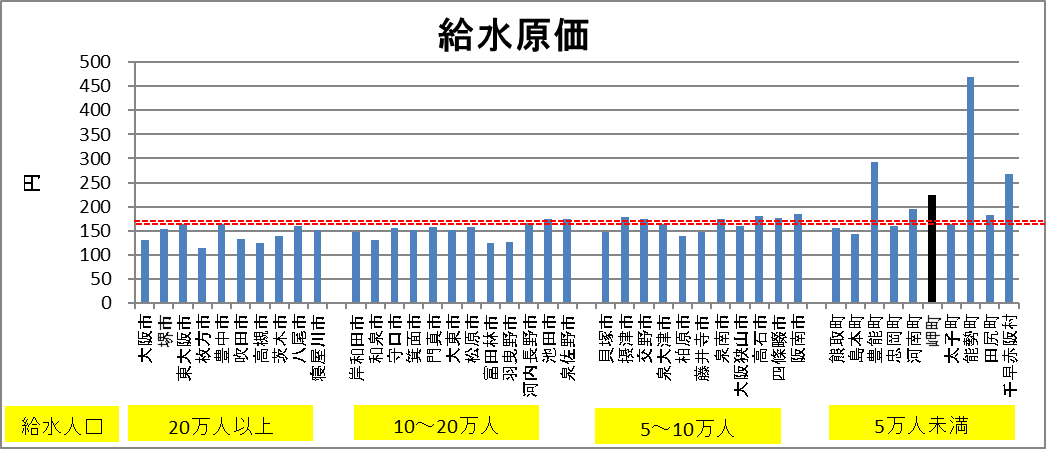 給水原価
円
500
450
400
350
300
250
200
150
100
50
0
大阪市
堺市
東大阪市
枚方市
豊中市
吹田市
高槻市
茨木市
八尾市
寝屋川市
岸和田市
和泉市
守口市
箕面市
門真市
大東市
松原市
富田林市
羽曳野市
河内長野市
池田市
泉佐野市
貝塚市
摂津市
交野市
泉大津市
柏原市
藤井寺市
泉南市
大阪狭山市
高石市
四條畷市
阪南市
熊取町
島本町
豊能町
忠岡町
河南町
岬町
太子町
能勢町
田尻町
千早赤阪村
給水人口
20万人以上
10～20万人
5～10万人
5万人未満